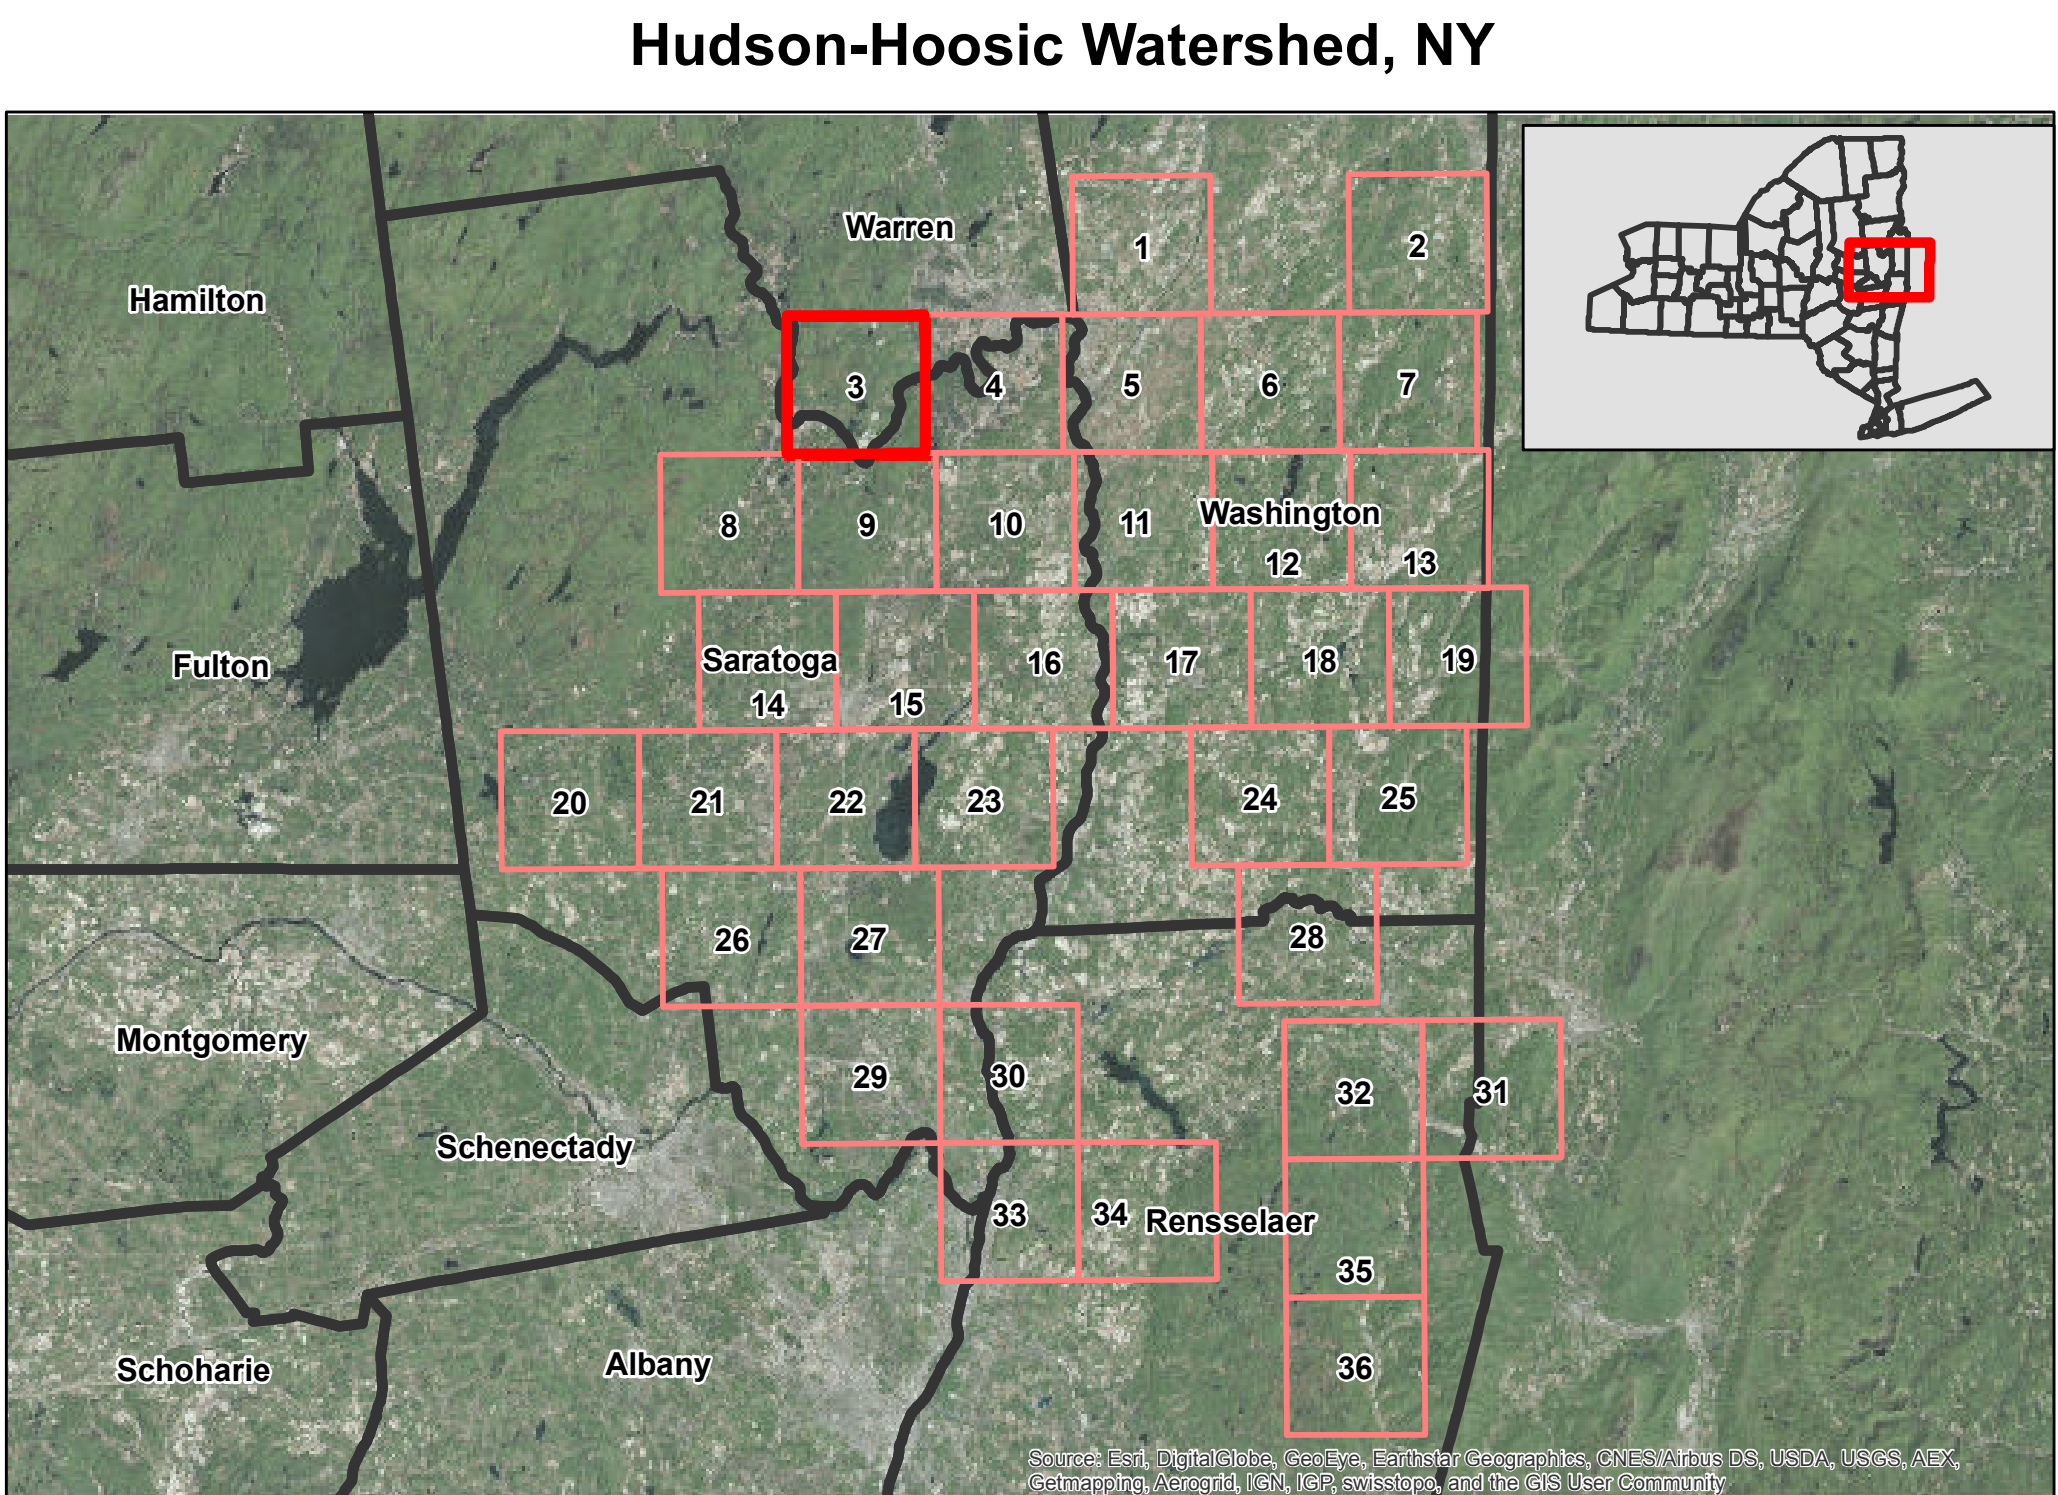 Hudson-Hoosic Watershed, NY
Warren
1
2
Hamilton
3
4
5
6
7
8
9
10
11
Washington
12
13
Fulton
Saratoga
14
15
16
17
18
19
20
21
22
23
24
25
26
27
28
Montgomery
29
30
32
31
Schenectady
33
34
Rensselaer
35
Schoharie
Albany
36
Source: Esri, DigitalGlobe, GeoEye, Earthstar Geographics, CNES/Airbus DS, USDA, USGS, AEX,
Getmapping, Aerogrid, IGN, IGP, swisstopo, and the GIS User Community